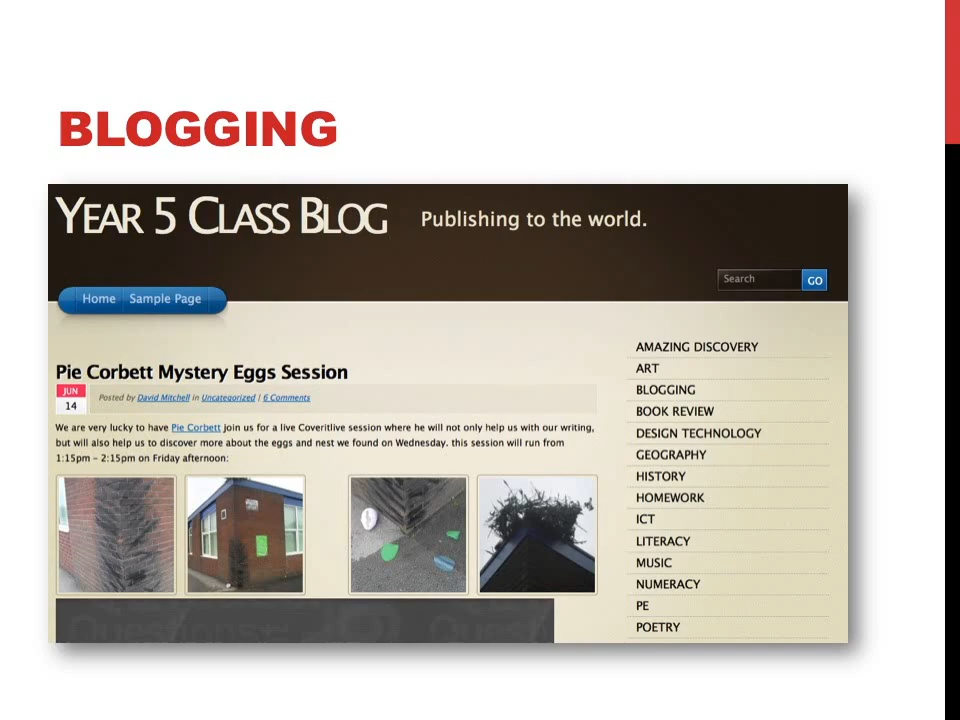 BLOGGING
YEAR 5 CLASS BLOG
Publishing to the world.
Search
GO
Home
Sample Page
Pie Corbett Mystery Eggs Session
JUN
14
Posted by David Mitchell in Uncategorized | 6 Comments
We are very lucky to have Pie Corbett join us for a live Coveritlive session where he will not only help us with our writing,
but will also help us to discover more about the eggs and nest we found on Wednesday. this session will run from
1:15pm – 2:15pm on Friday afternoon:
AMAZING DISCOVERY
ART
BLOGGING
BOOK REVIEW
DESIGN TECHNOLOGY
GEOGRAPHY
HISTORY
HOMEWORK
ICT
LITERACY
MUSIC
NUMERACY
PE
POETRY